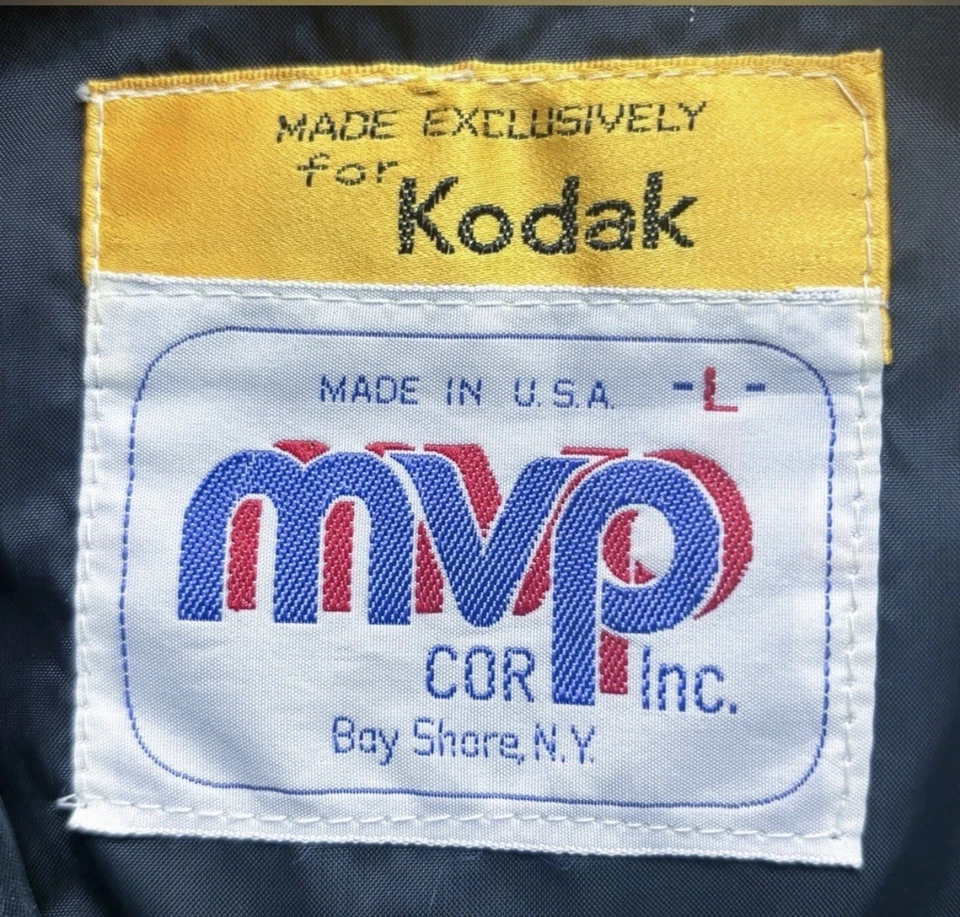 MADE EXCLUSIVELY
for Kodak
MADE IN U.S.A. -L-
mvp
COR Inc.
Bay Shore, N.Y.